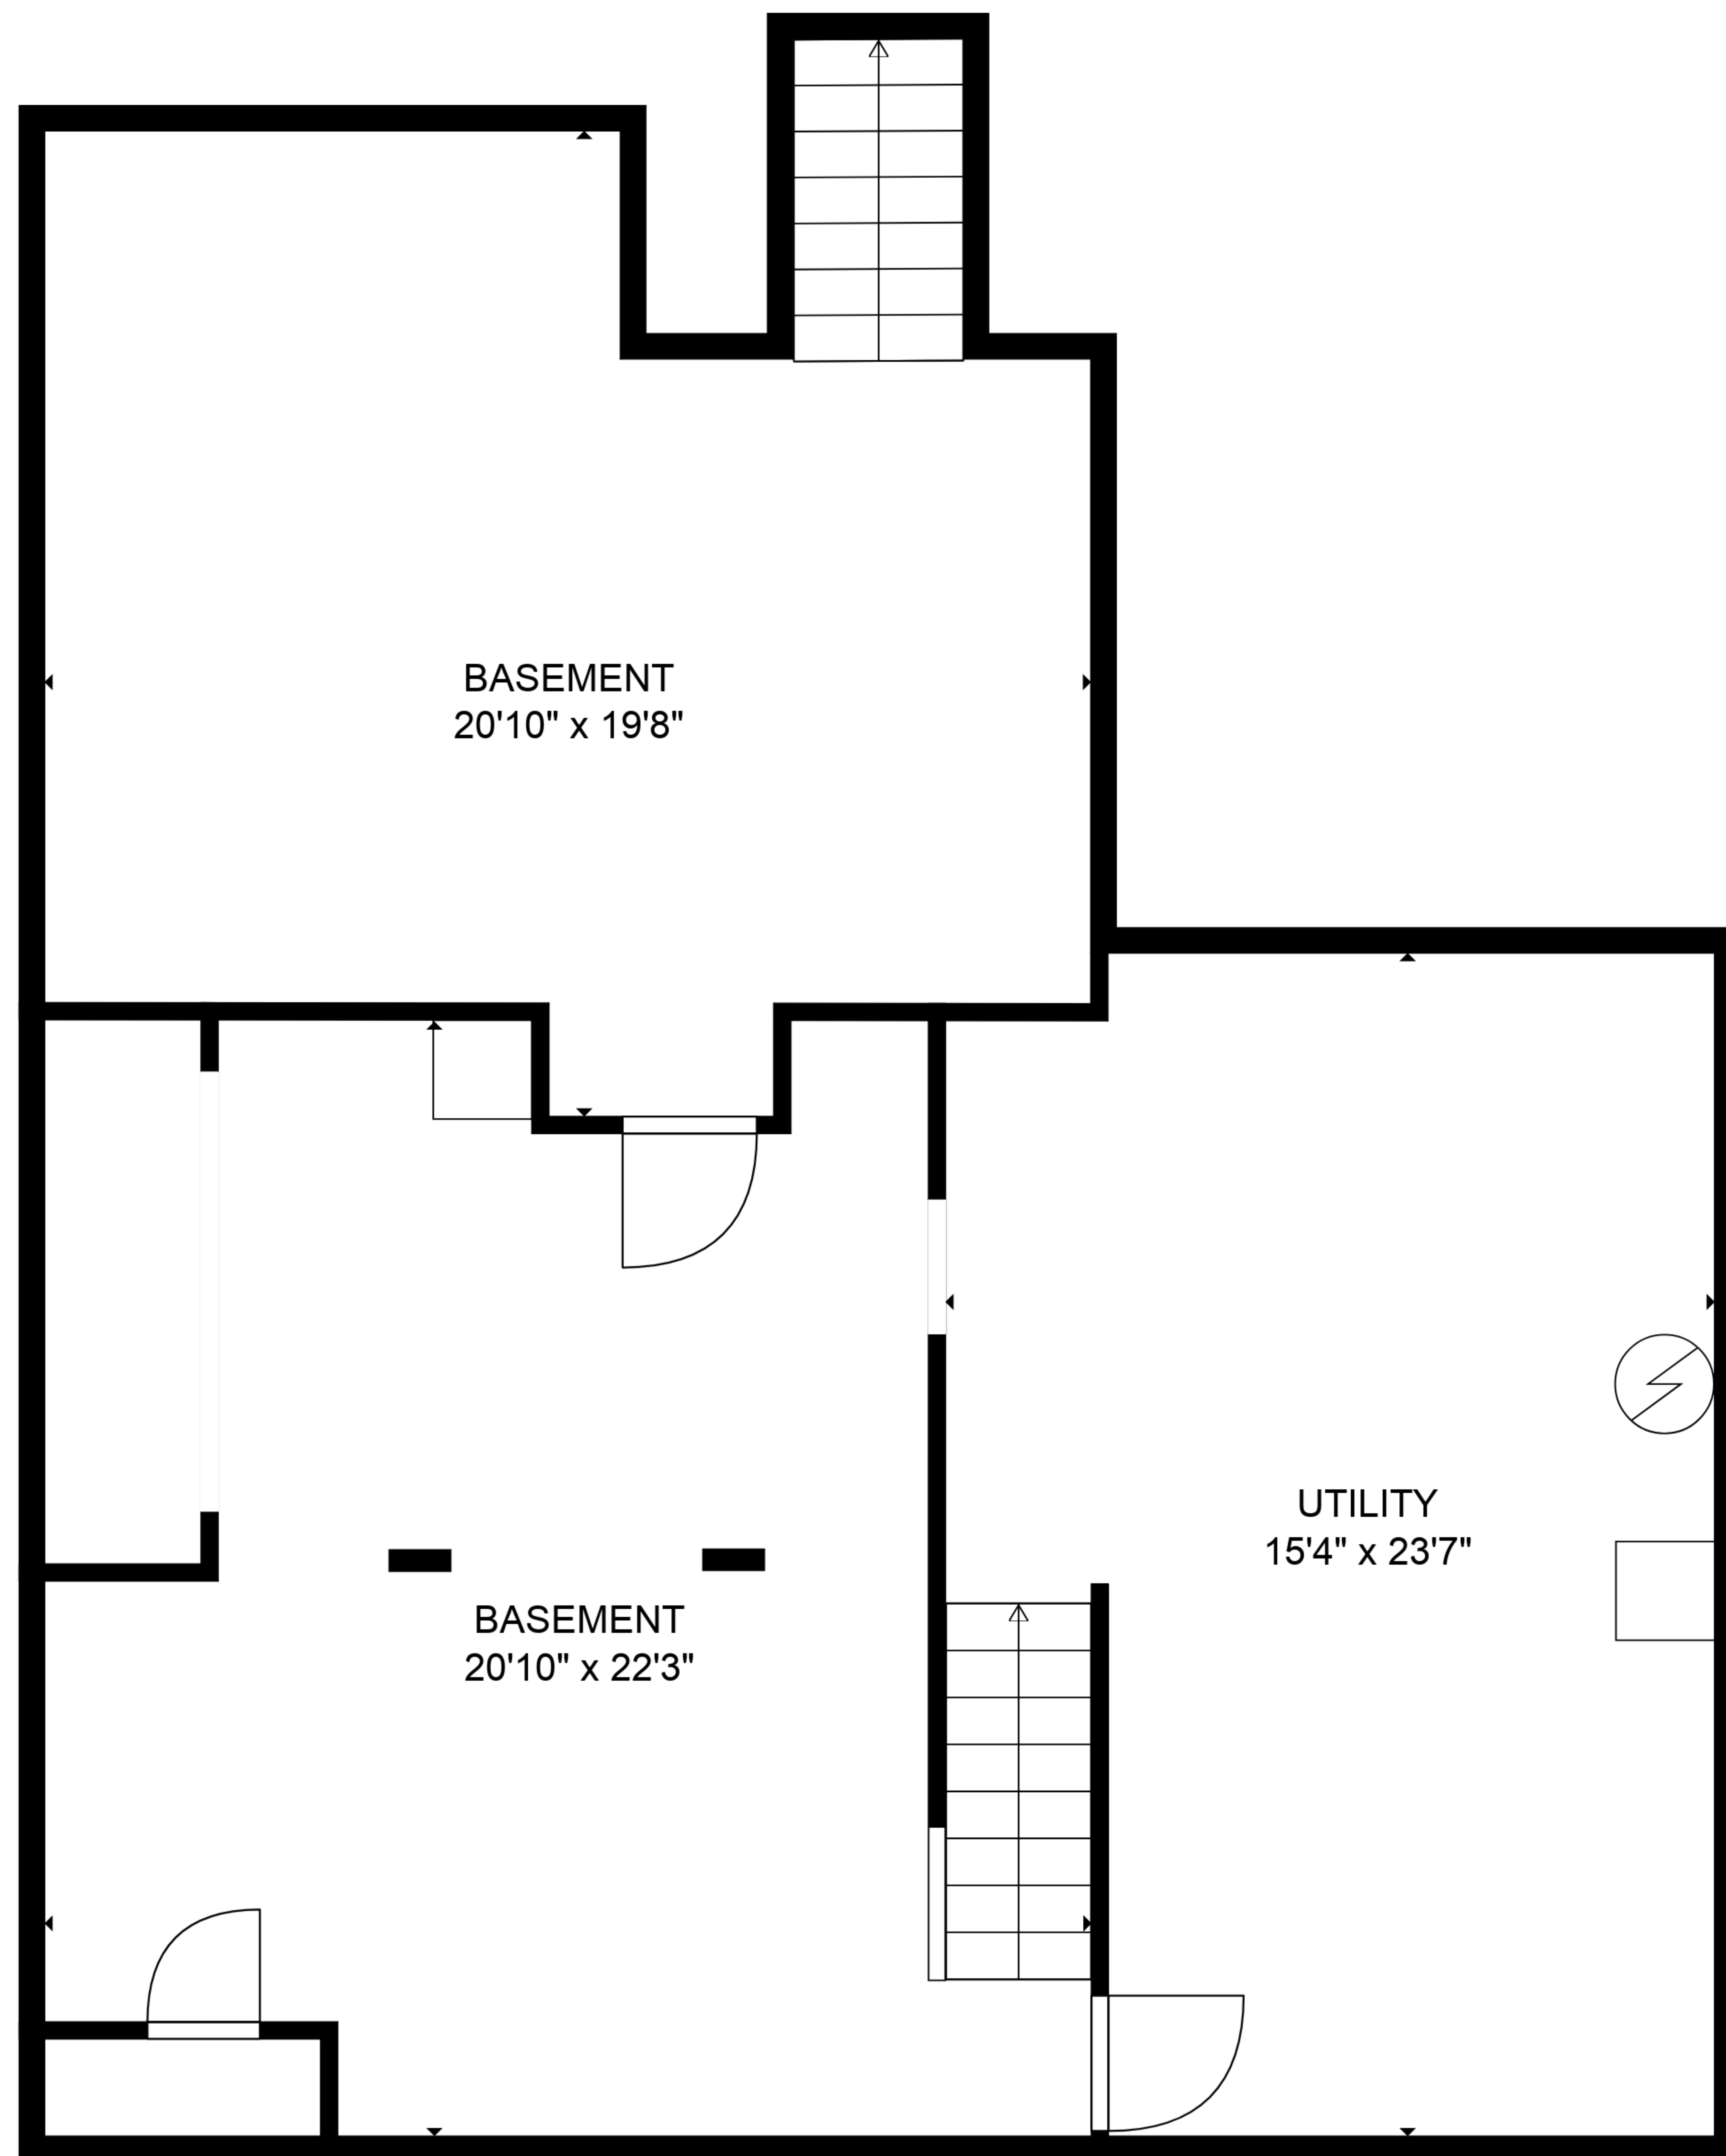 BASEMENT
20'10" x 19'8"
UTILITY
15'4" x 23'7"
BASEMENT
20'10" x 22'3"